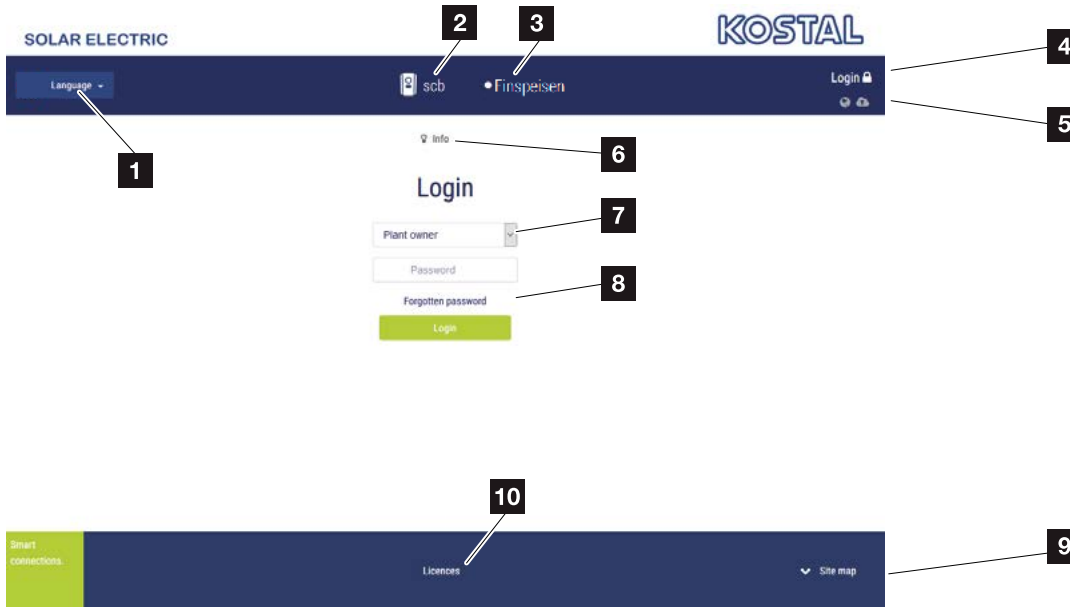 SOLAR ELECTRIC
KOSTAL
2
3
4
Language
scb
Finspeisen
Login
5
1
Info
6
Login
Plant owner
7
Password
Forgotten password
8
Login
10
Smart
connections.
Licences
Site map
9